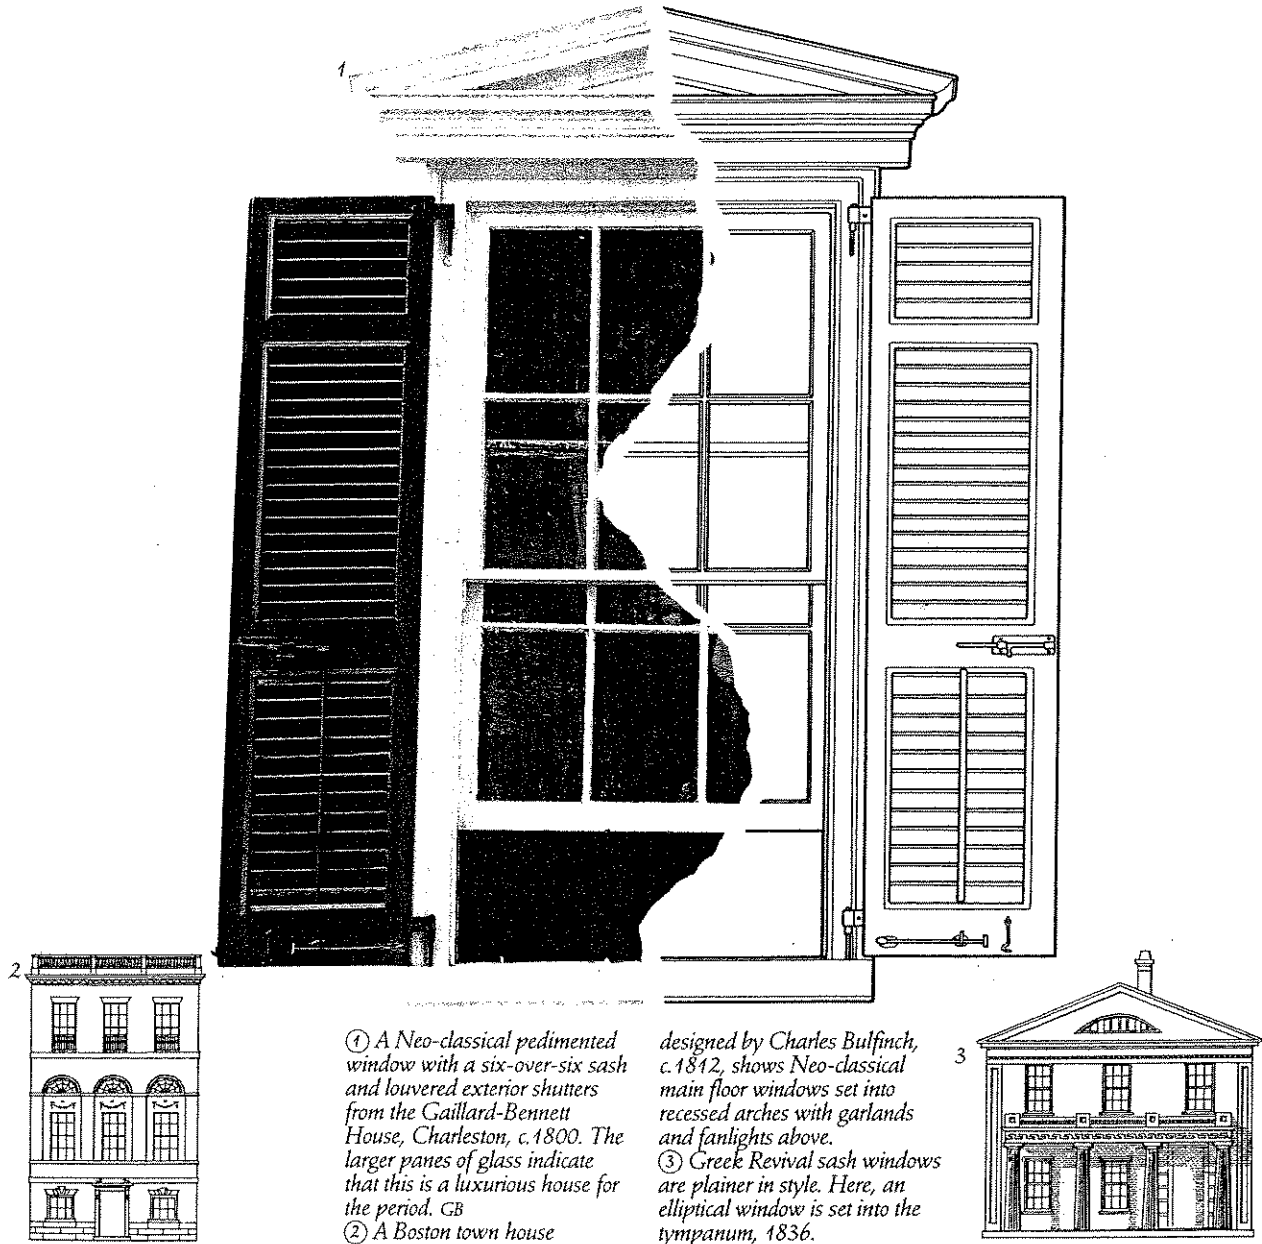 1
2
3
① A Neo-classical pedimented
window with a six-over-six sash
and louvered exterior shutters
from the Gaillard-Bennett
House, Charleston, c.1800. The
larger panes of glass indicate
that this is a luxurious house for
the period. GB
② A Boston town house
designed by Charles Bulfinch,
c.1812, shows Neo-classical
main floor windows set into
recessed arches with garlands
and fanlights above.
③ Greek Revival sash windows
are plainer in style. Here, an
elliptical window is set into the
tympanum, 1836.